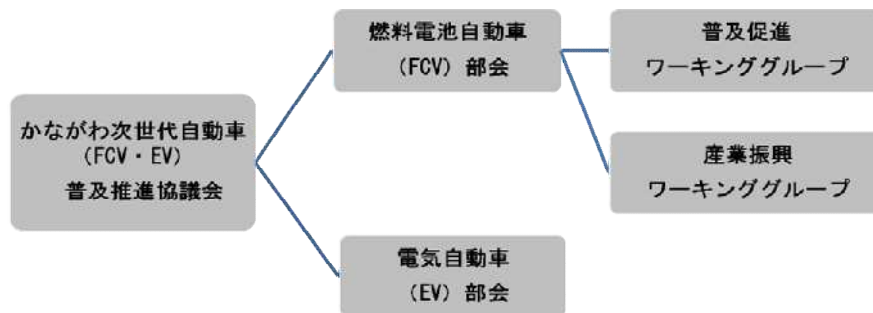 かながわ次世代自動車
(FCV・EV)
普及推進協議会
燃料電池自動車
(FCV) 部会
電気自動車
(EV) 部会
普及促進
ワーキンググループ
産業振興
ワーキンググループ